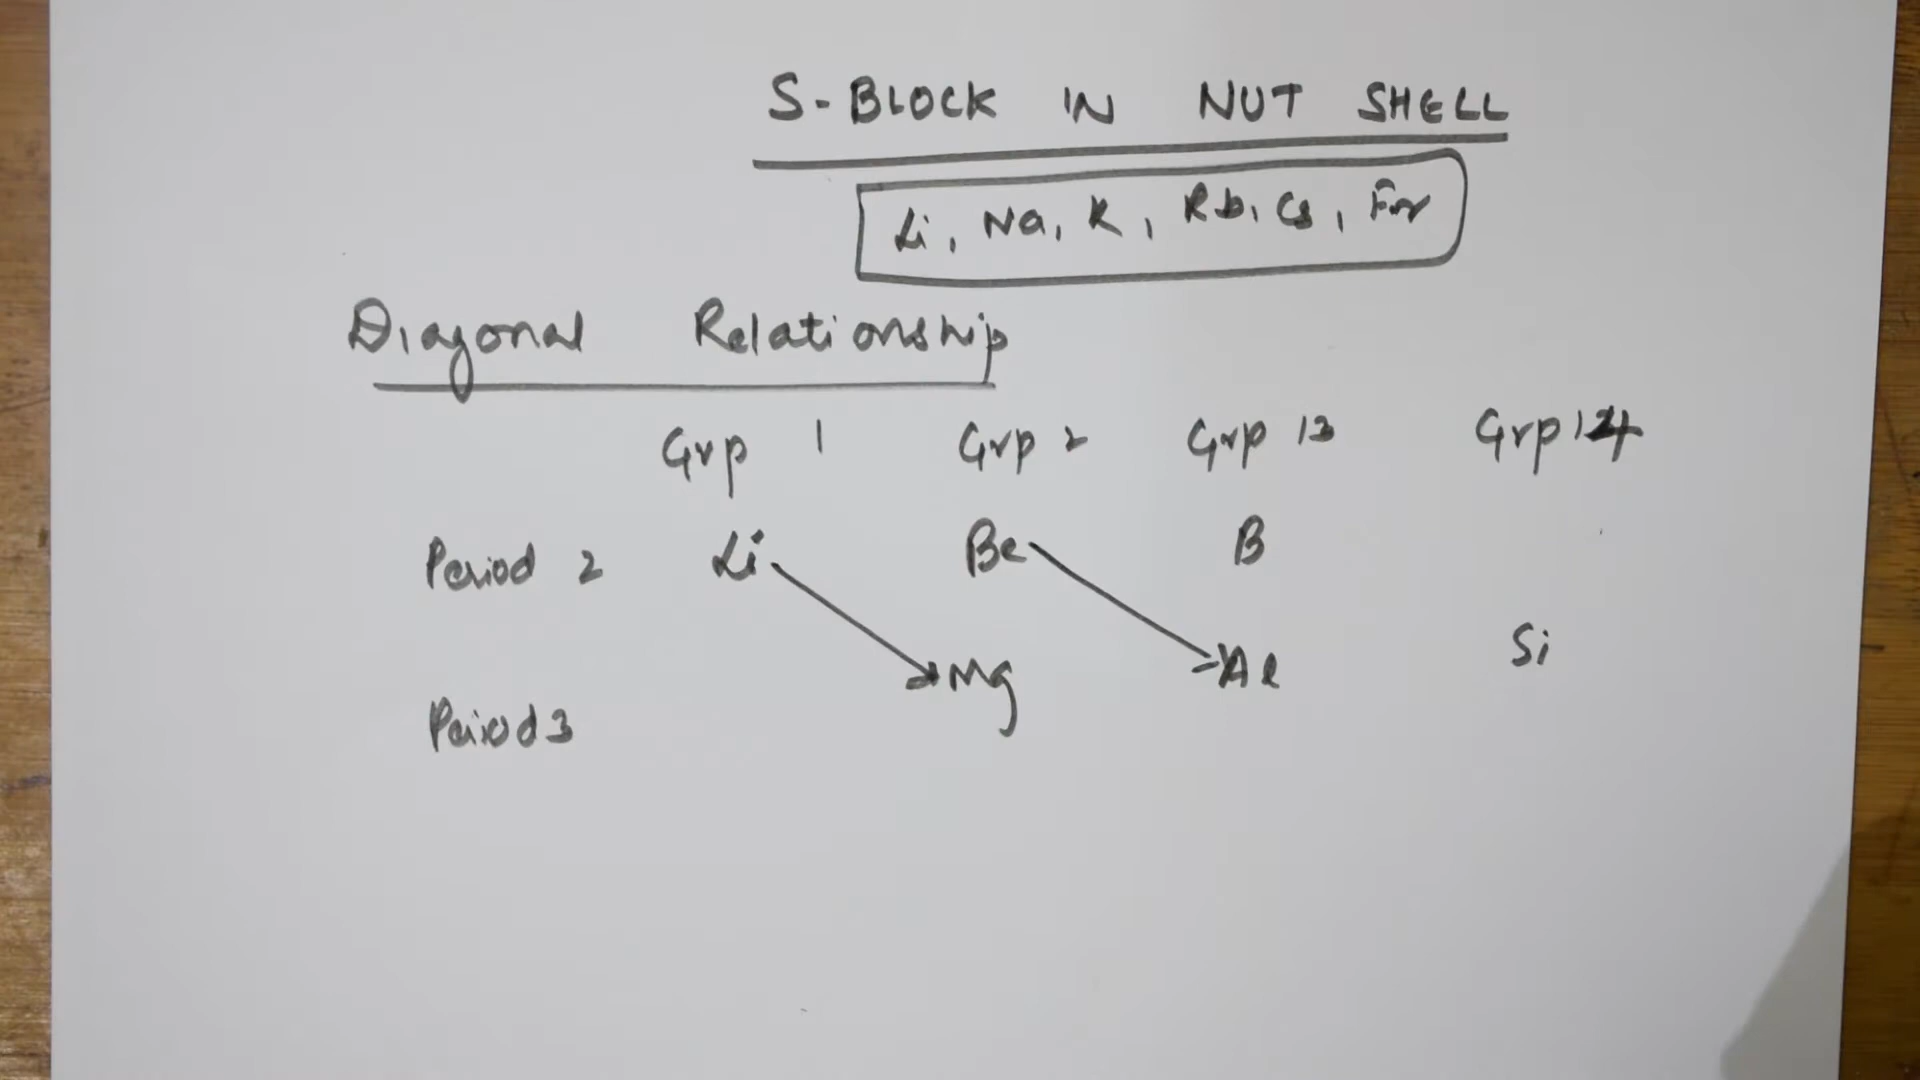 S-BLOCK IN NUT SHELL
Li, Na, K, Rb, Cs, Fr
Diagonal Relationship
Grp 1 Grp 2 Grp 13 Grp 14
Period 2 Li Be B
Mg Al Si
Period 3